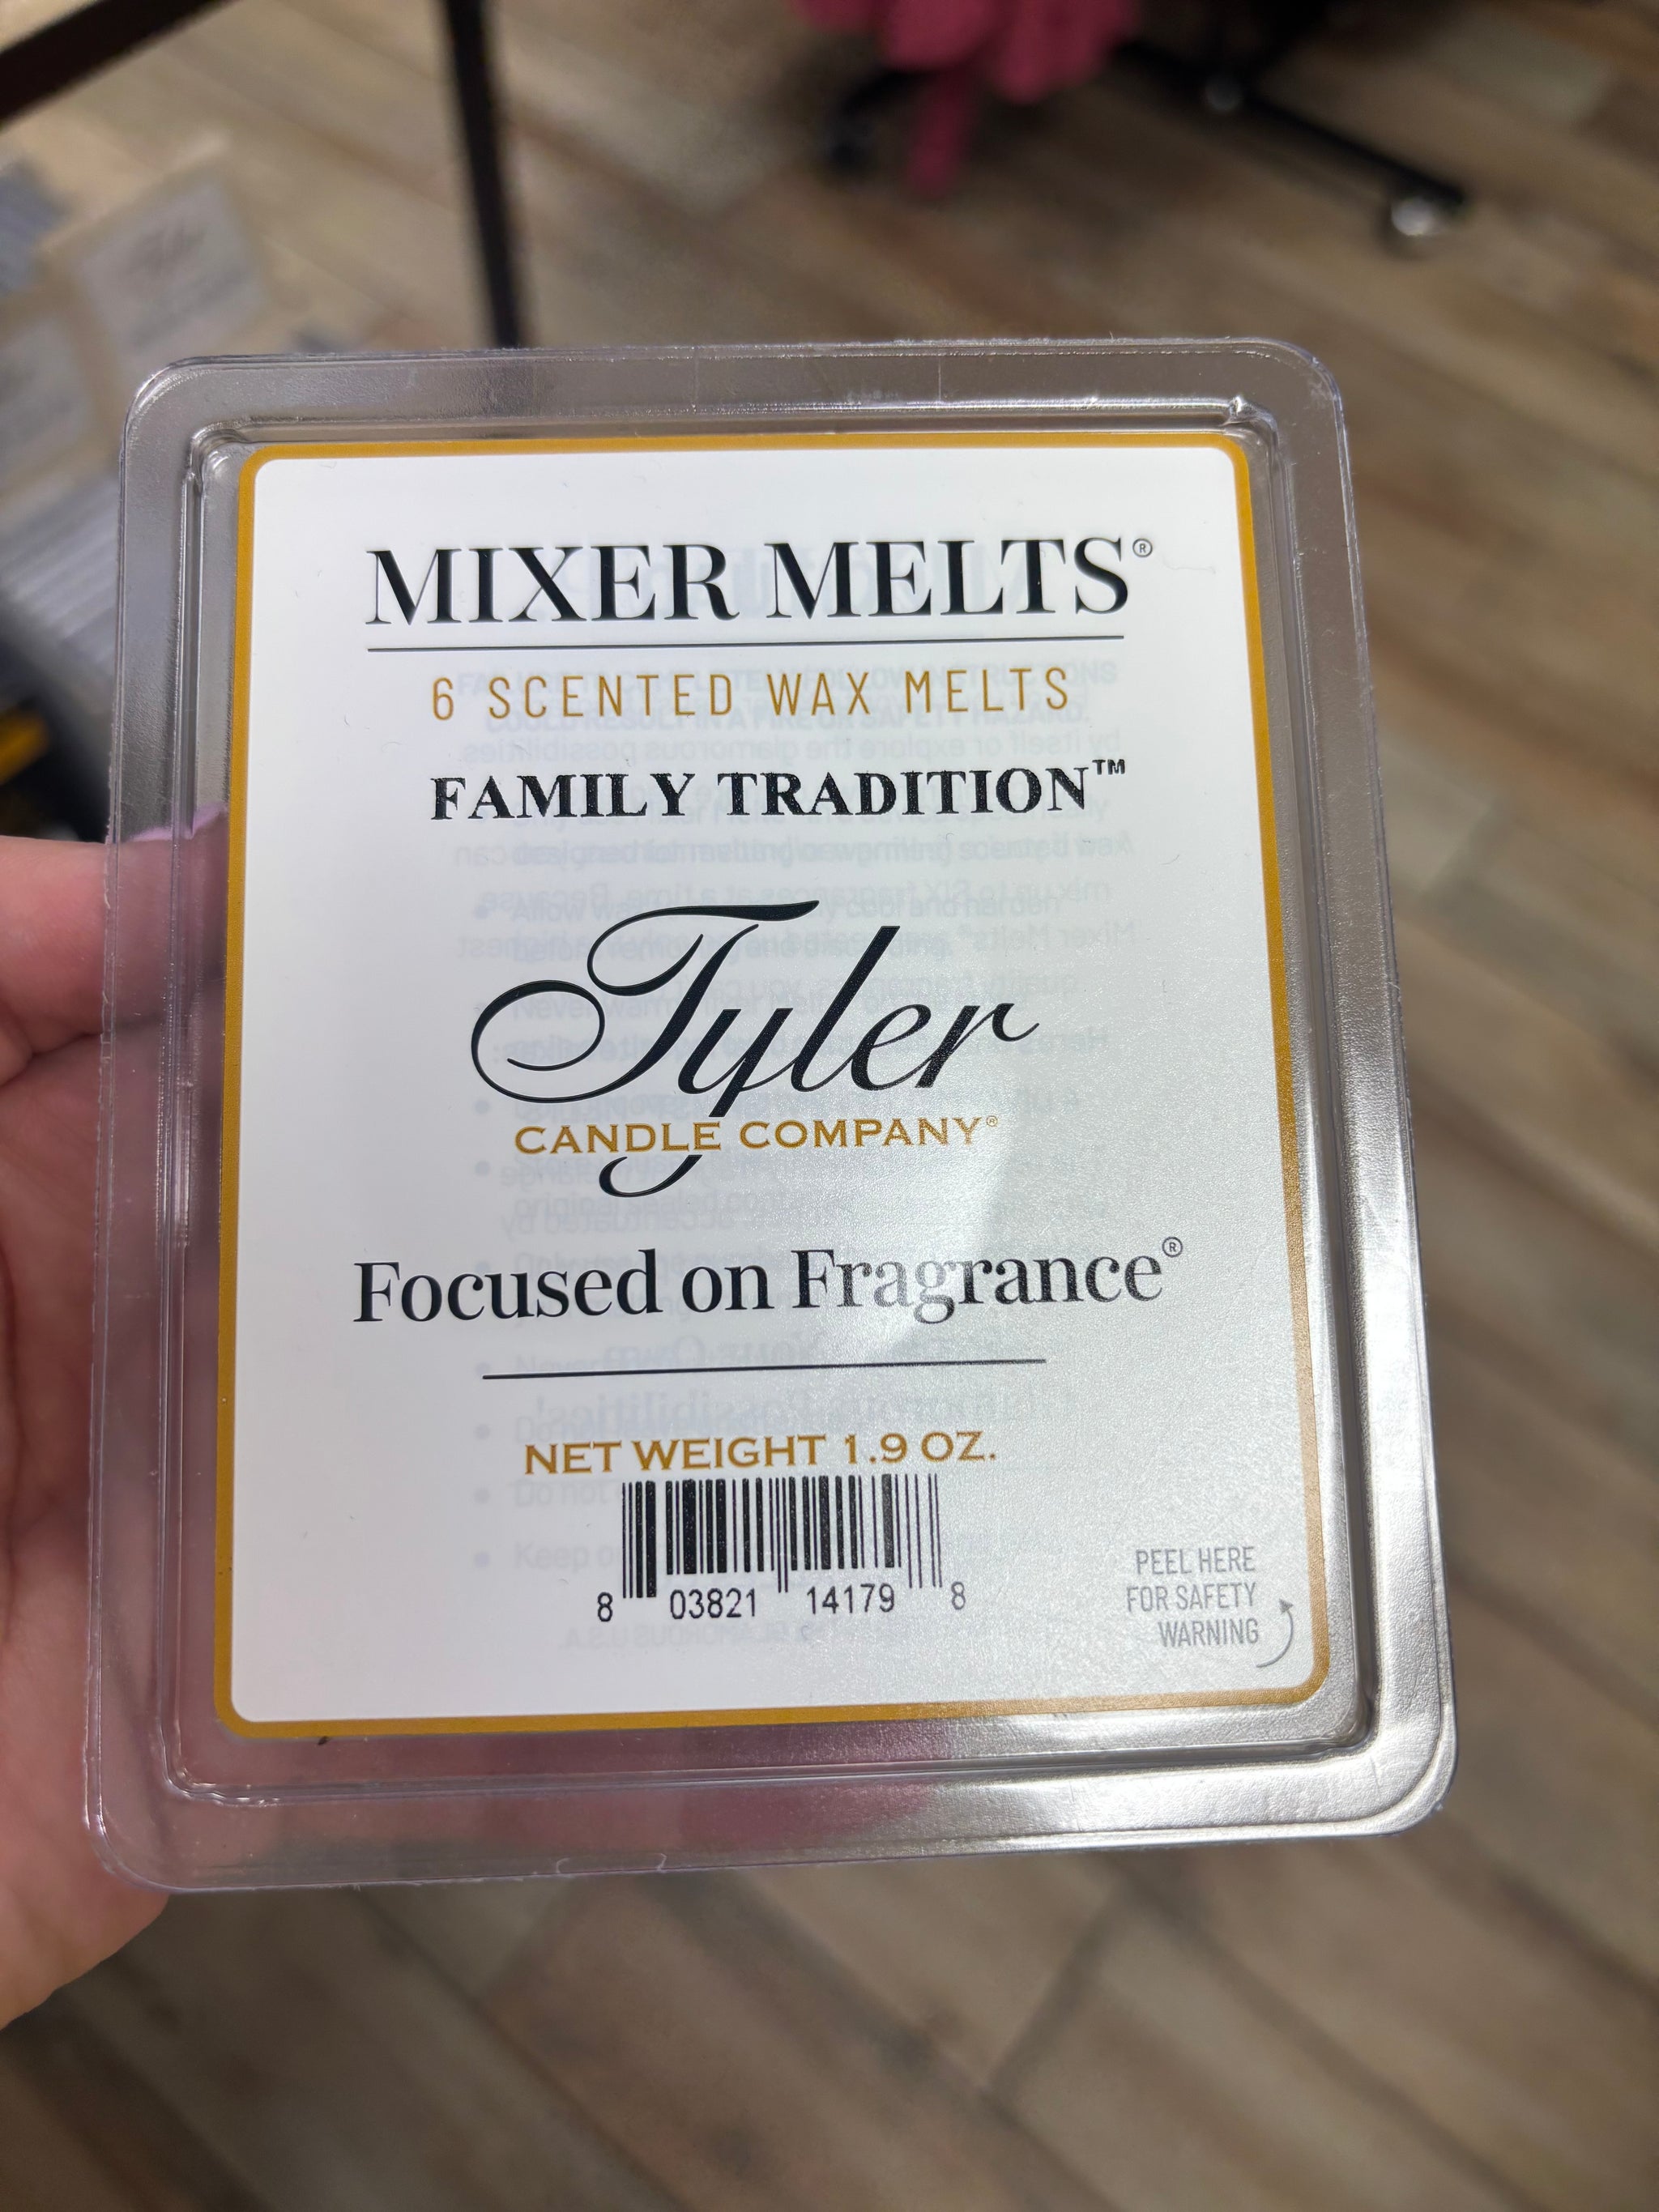 MIXER MELTS®
6 SCENTED WAX MELTS
FAMILY TRADITION™
Tyler
CANDLE COMPANY®
Focused on Fragrance®
NET WEIGHT 1.9 OZ.
8 03821 14179 8
PEEL HERE
FOR SAFETY
WARNING